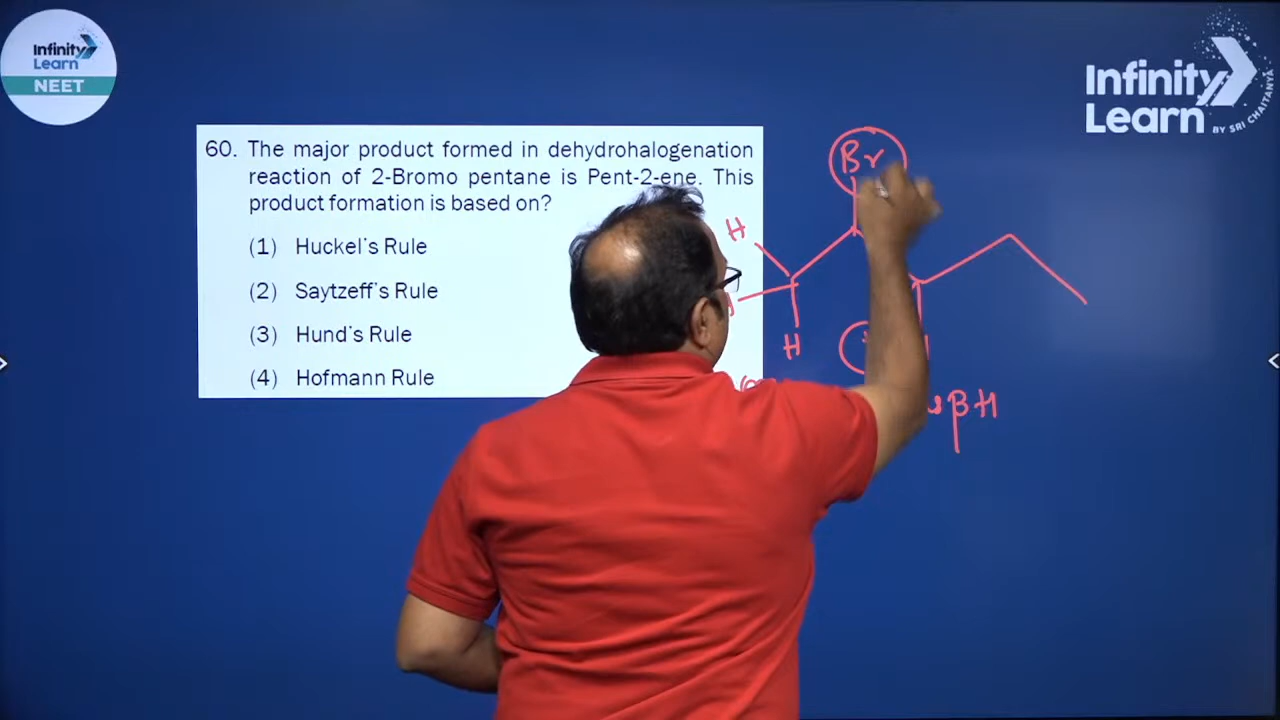 Infinity
Learn
NEET
Infinity
Learn
BY SRI CHAITANYA
60. The major product formed in dehydrohalogenation
reaction of 2-Bromo pentane is Pent-2-ene. This
product formation is based on?
(1) Huckel's Rule
(2) Saytzeff's Rule
(3) Hund's Rule
(4) Hofmann Rule
Br
H
H
βH